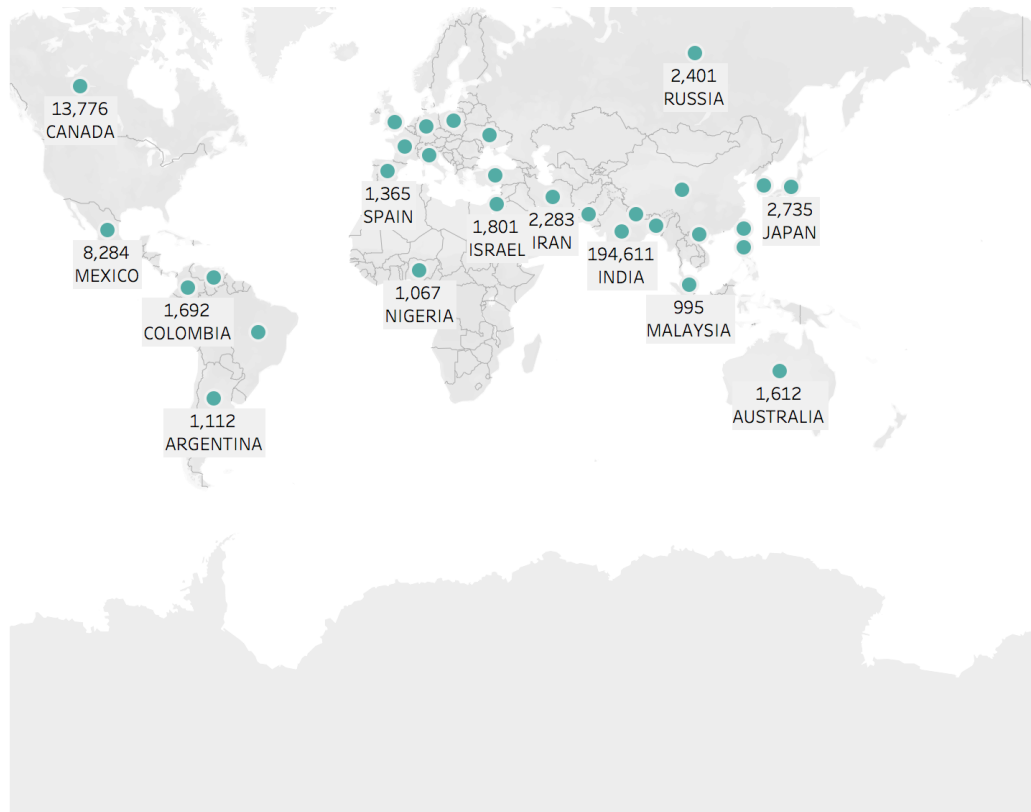 2,401
RUSSIA
13,776
CANADA
1,365
SPAIN
1,801
ISRAEL
2,283
IRAN
2,735
JAPAN
8,284
MEXICO
194,611
INDIA
1,067
NIGERIA
995
MALAYSIA
1,692
COLOMBIA
1,612
AUSTRALIA
1,112
ARGENTINA